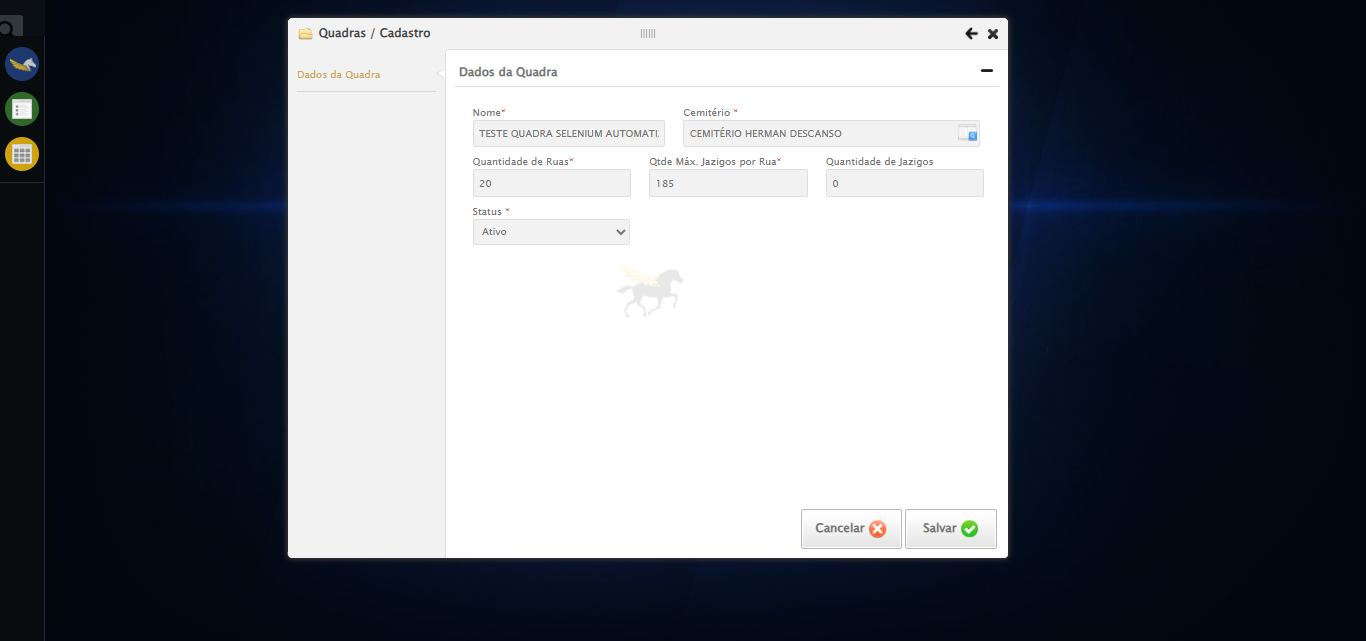 Quadras / Cadastro
Dados da Quadra
Dados da Quadra
Nome* Cemitério *
TESTE QUADRA SELENIUM AUTOMATI CEMITÉRIO HERMAN DESCANSO
Quantidade de Ruas* Qtde Máx. Jazigos por Rua* Quantidade de Jazigos
20 185 0
Status *
Ativo
Cancelar Salvar